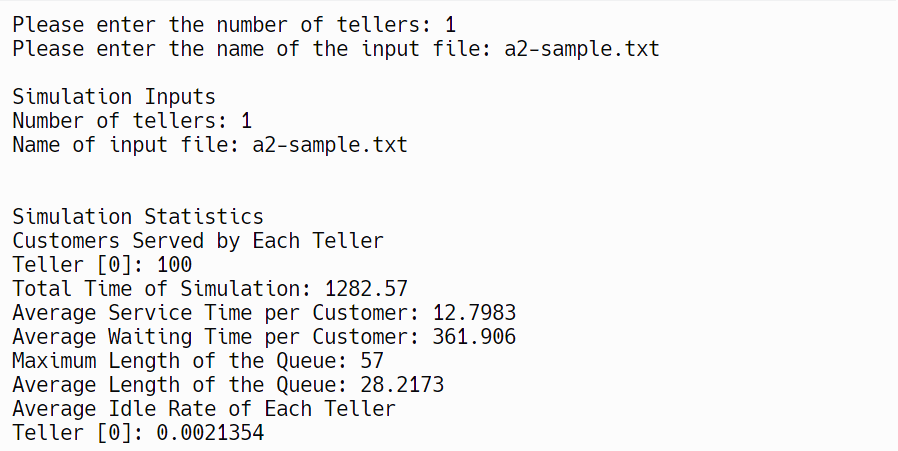 Please enter the number of tellers: 1
Please enter the name of the input file: a2-sample.txt
Simulation Inputs
Number of tellers: 1
Name of input file: a2-sample.txt
Simulation Statistics
Customers Served by Each Teller
Teller [0]: 100
Total Time of Simulation: 1282.57
Average Service Time per Customer: 12.7983
Average Waiting Time per Customer: 361.906
Maximum Length of the Queue: 57
Average Length of the Queue: 28.2173
Average Idle Rate of Each Teller
Teller [0]: 0.0021354